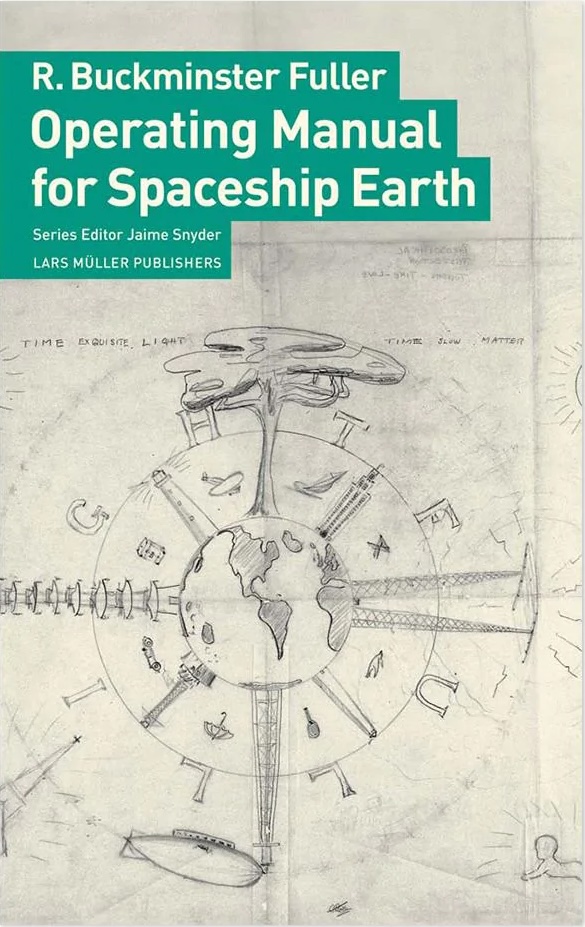 R. Buckminster Fuller
Operating Manual
for Spaceship Earth
Series Editor Jaime Snyder
LARS MÜLLER PUBLISHERS
TIME EXQUISITE LIGHT
TIME SLOW MATTER
L I G H T F U L L